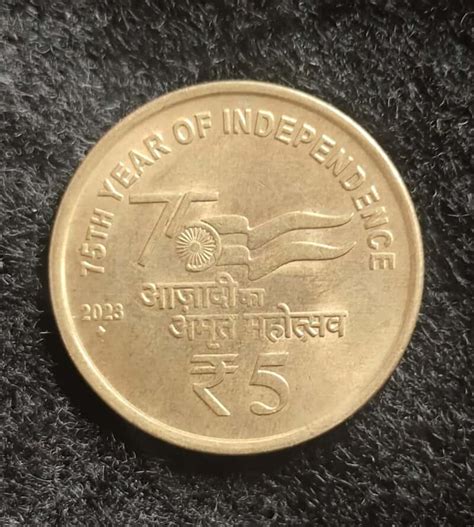 75TH YEAR OF INDEPENDENCE
75
आज़ादी का
अमृत महोत्सव
2023
₹ 5